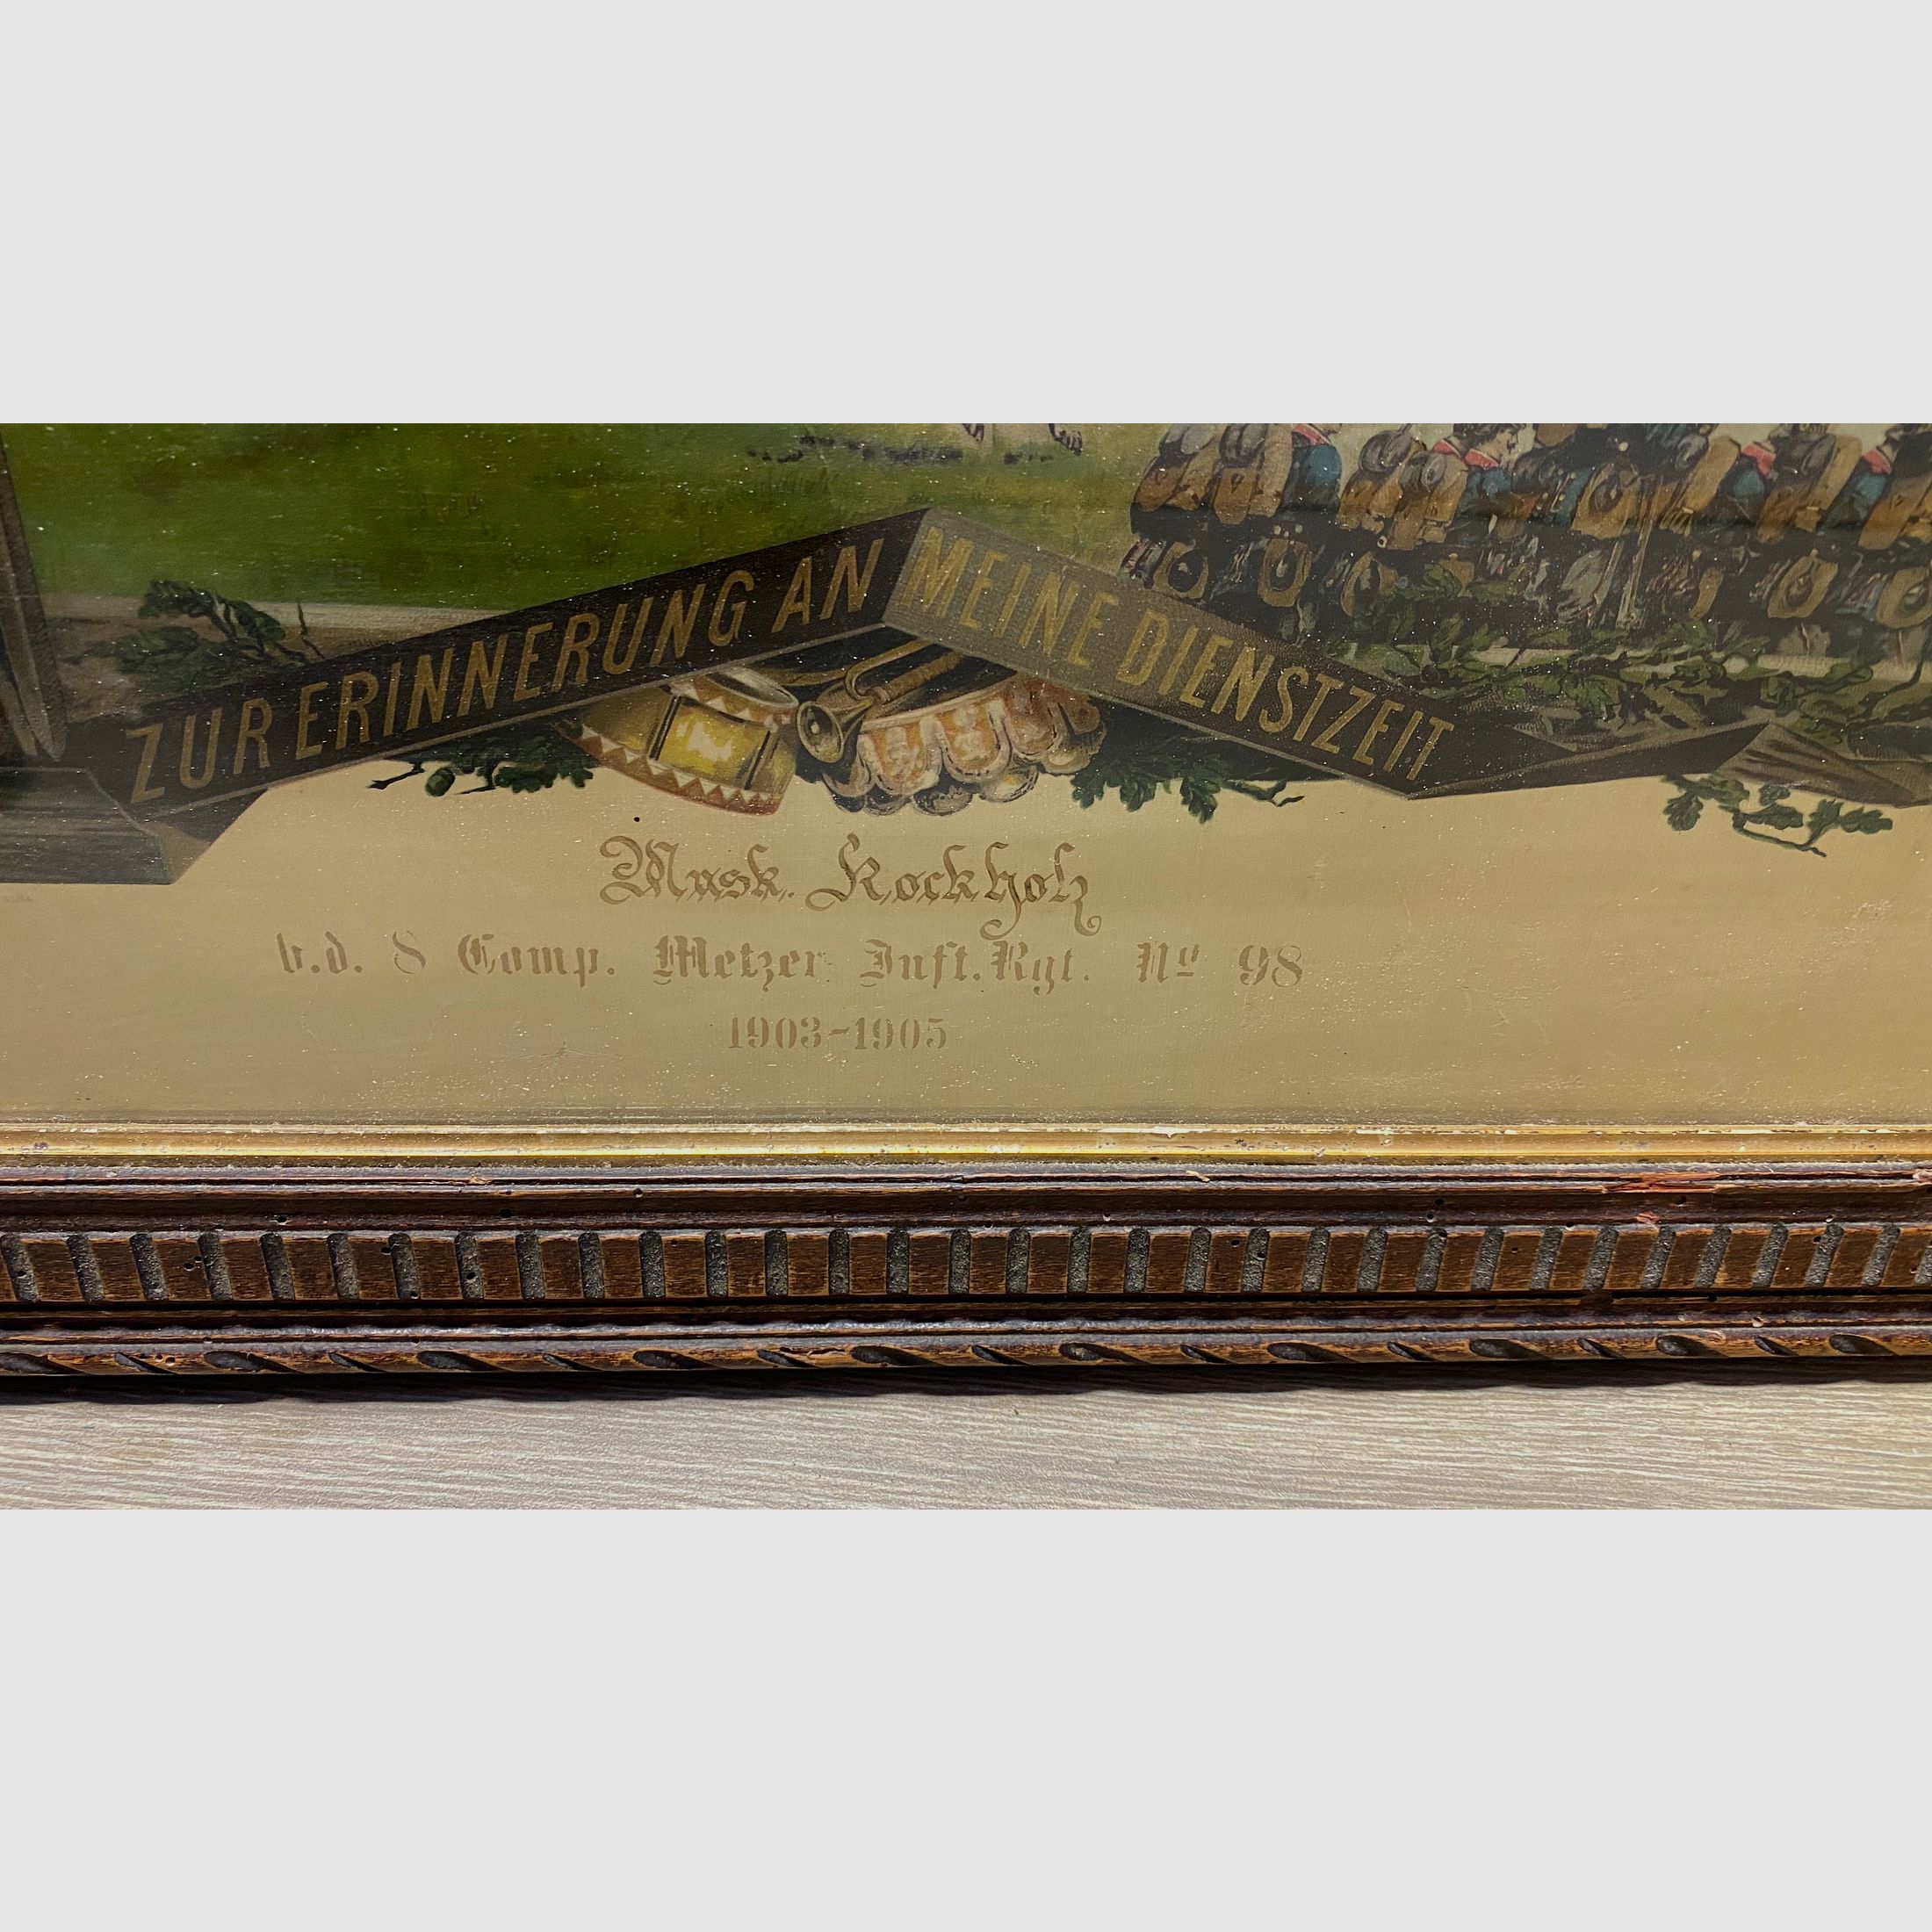 ZUR ERINNERUNG AN MEINE DIENSTZEIT
Musk. Kockholz
b.d. 8 Comp. Metzer Inft. Rgt. No 98
1903-1905